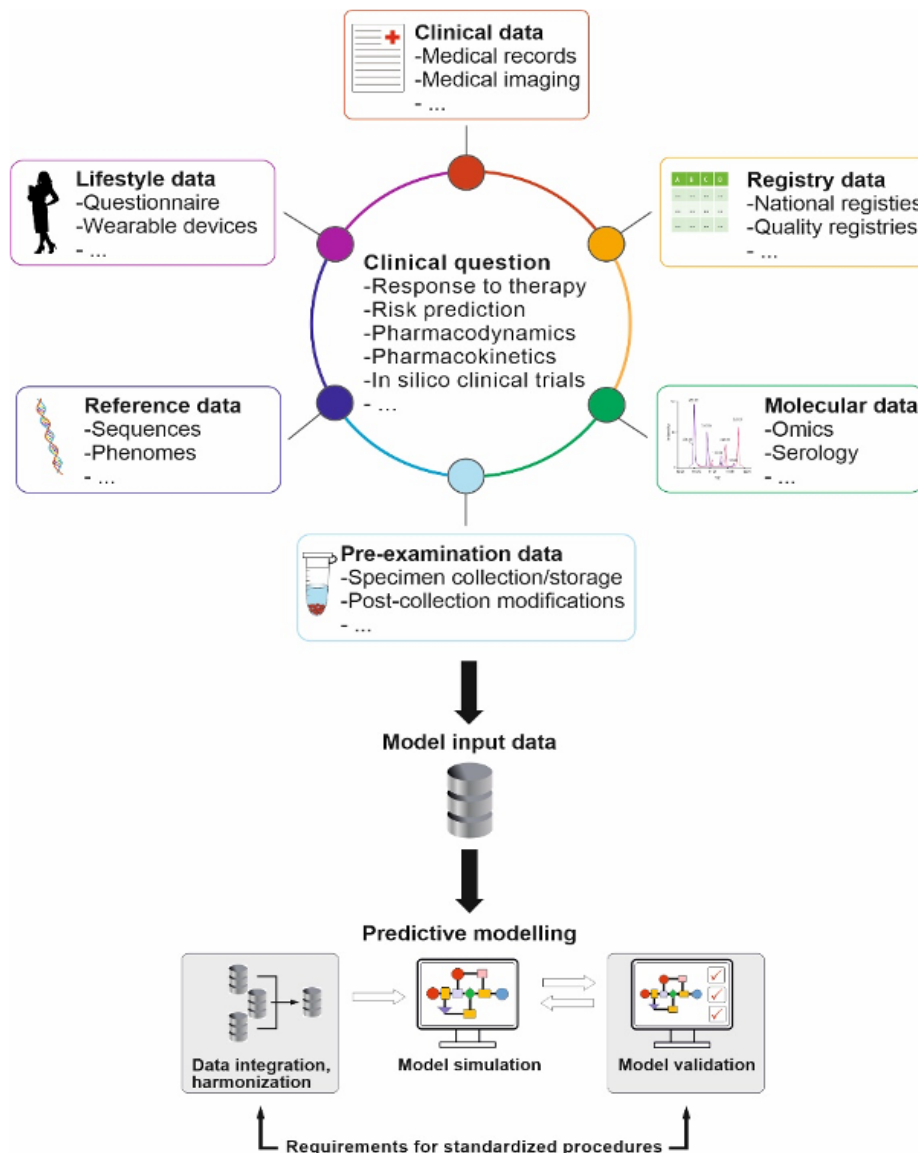 Clinical data
-Medical records
-Medical imaging
- ...
Lifestyle data
-Questionnaire
-Wearable devices
- ...
A B C D
Registry data
-National registies
-Quality registries
- ...
Clinical question
-Response to therapy
-Risk prediction
-Pharmacodynamics
-Pharmacokinetics
-In silico clinical trials
- ...
Reference data
-Sequences
-Phenomes
- ...
Molecular data
-Omics
-Serology
- ...
Pre-examination data
-Specimen collection/storage
-Post-collection modifications
- ...
Model input data
Predictive modelling
Data integration,
harmonization
Model simulation
Model validation
Requirements for standardized procedures